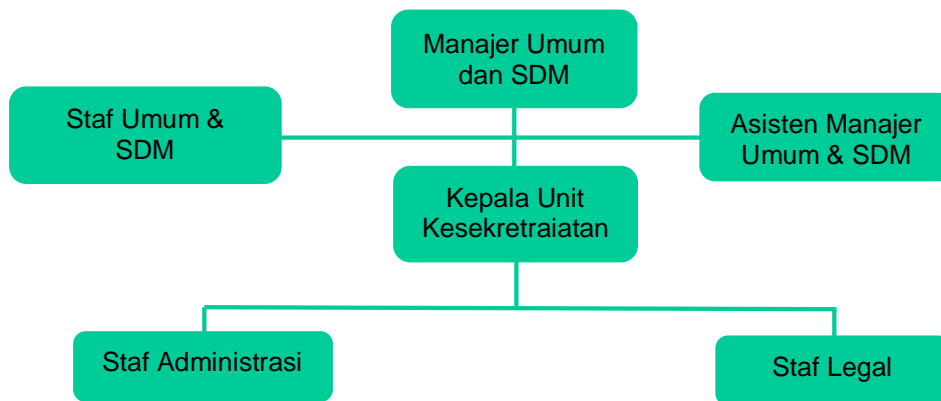 Manajer Umum
dan SDM
Staf Umum &
SDM
Asisten Manajer
Umum & SDM
Kepala Unit
Kesekretraiatan
Staf Administrasi
Staf Legal